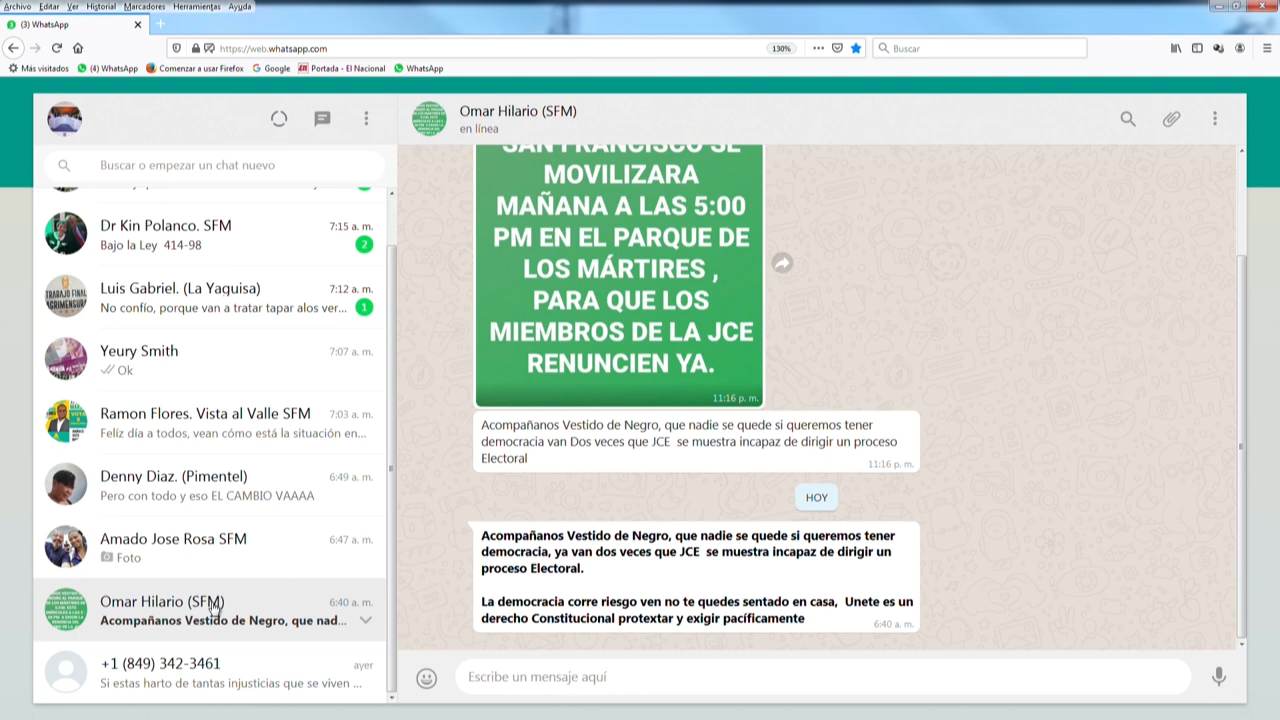 Archivo Editar Ver Historial Marcadores Herramientas Ayuda
(3) WhatsApp
https://web.whatsapp.com
130%
Buscar
Más visitados (4) WhatsApp Comenzar a usar Firefox Google Portada - El Nacional WhatsApp
Omar Hilario (SFM)
en línea
Buscar o empezar un chat nuevo
Dr Kin Polanco. SFM 7:15 a. m.
Bajo la Ley 414-98 2
Luis Gabriel. (La Yaguisa) 7:12 a. m.
No confío, porque van a tratar tapar alos ver... 1
Yeury Smith 7:07 a. m.
Ok
Ramon Flores. Vista al Valle SFM 7:03 a. m.
Felíz día a todos, vean cómo está la situación en...
Denny Diaz. (Pimentel) 6:49 a. m.
Pero con todo y eso EL CAMBIO VAAAA
Amado Jose Rosa SFM 6:47 a. m.
Foto
Omar Hilario (SFM) 6:40 a. m.
Acompañanos Vestido de Negro, que nad...
+1 (849) 342-3461 ayer
Si estas harto de tantas injusticias que se viven ...
SAN FRANCISCO SE
MOVILIZARA
MAÑANA A LAS 5:00
PM EN EL PARQUE DE
LOS MÁRTIRES ,
PARA QUE LOS
MIEMBROS DE LA JCE
RENUNCIEN YA.
11:16 p. m.
Acompañanos Vestido de Negro, que nadie se quede si queremos tener
democracia van Dos veces que JCE se muestra incapaz de dirigir un proceso
Electoral
11:16 p. m.
HOY
Acompañanos Vestido de Negro, que nadie se quede si queremos tener
democracia, ya van dos veces que JCE se muestra incapaz de dirigir un
proceso Electoral.
La democracia corre riesgo ven no te quedes sentado en casa, Unete es un
derecho Constitucional protextar y exigir pacíficamente
6:40 a. m.
Escribe un mensaje aquí